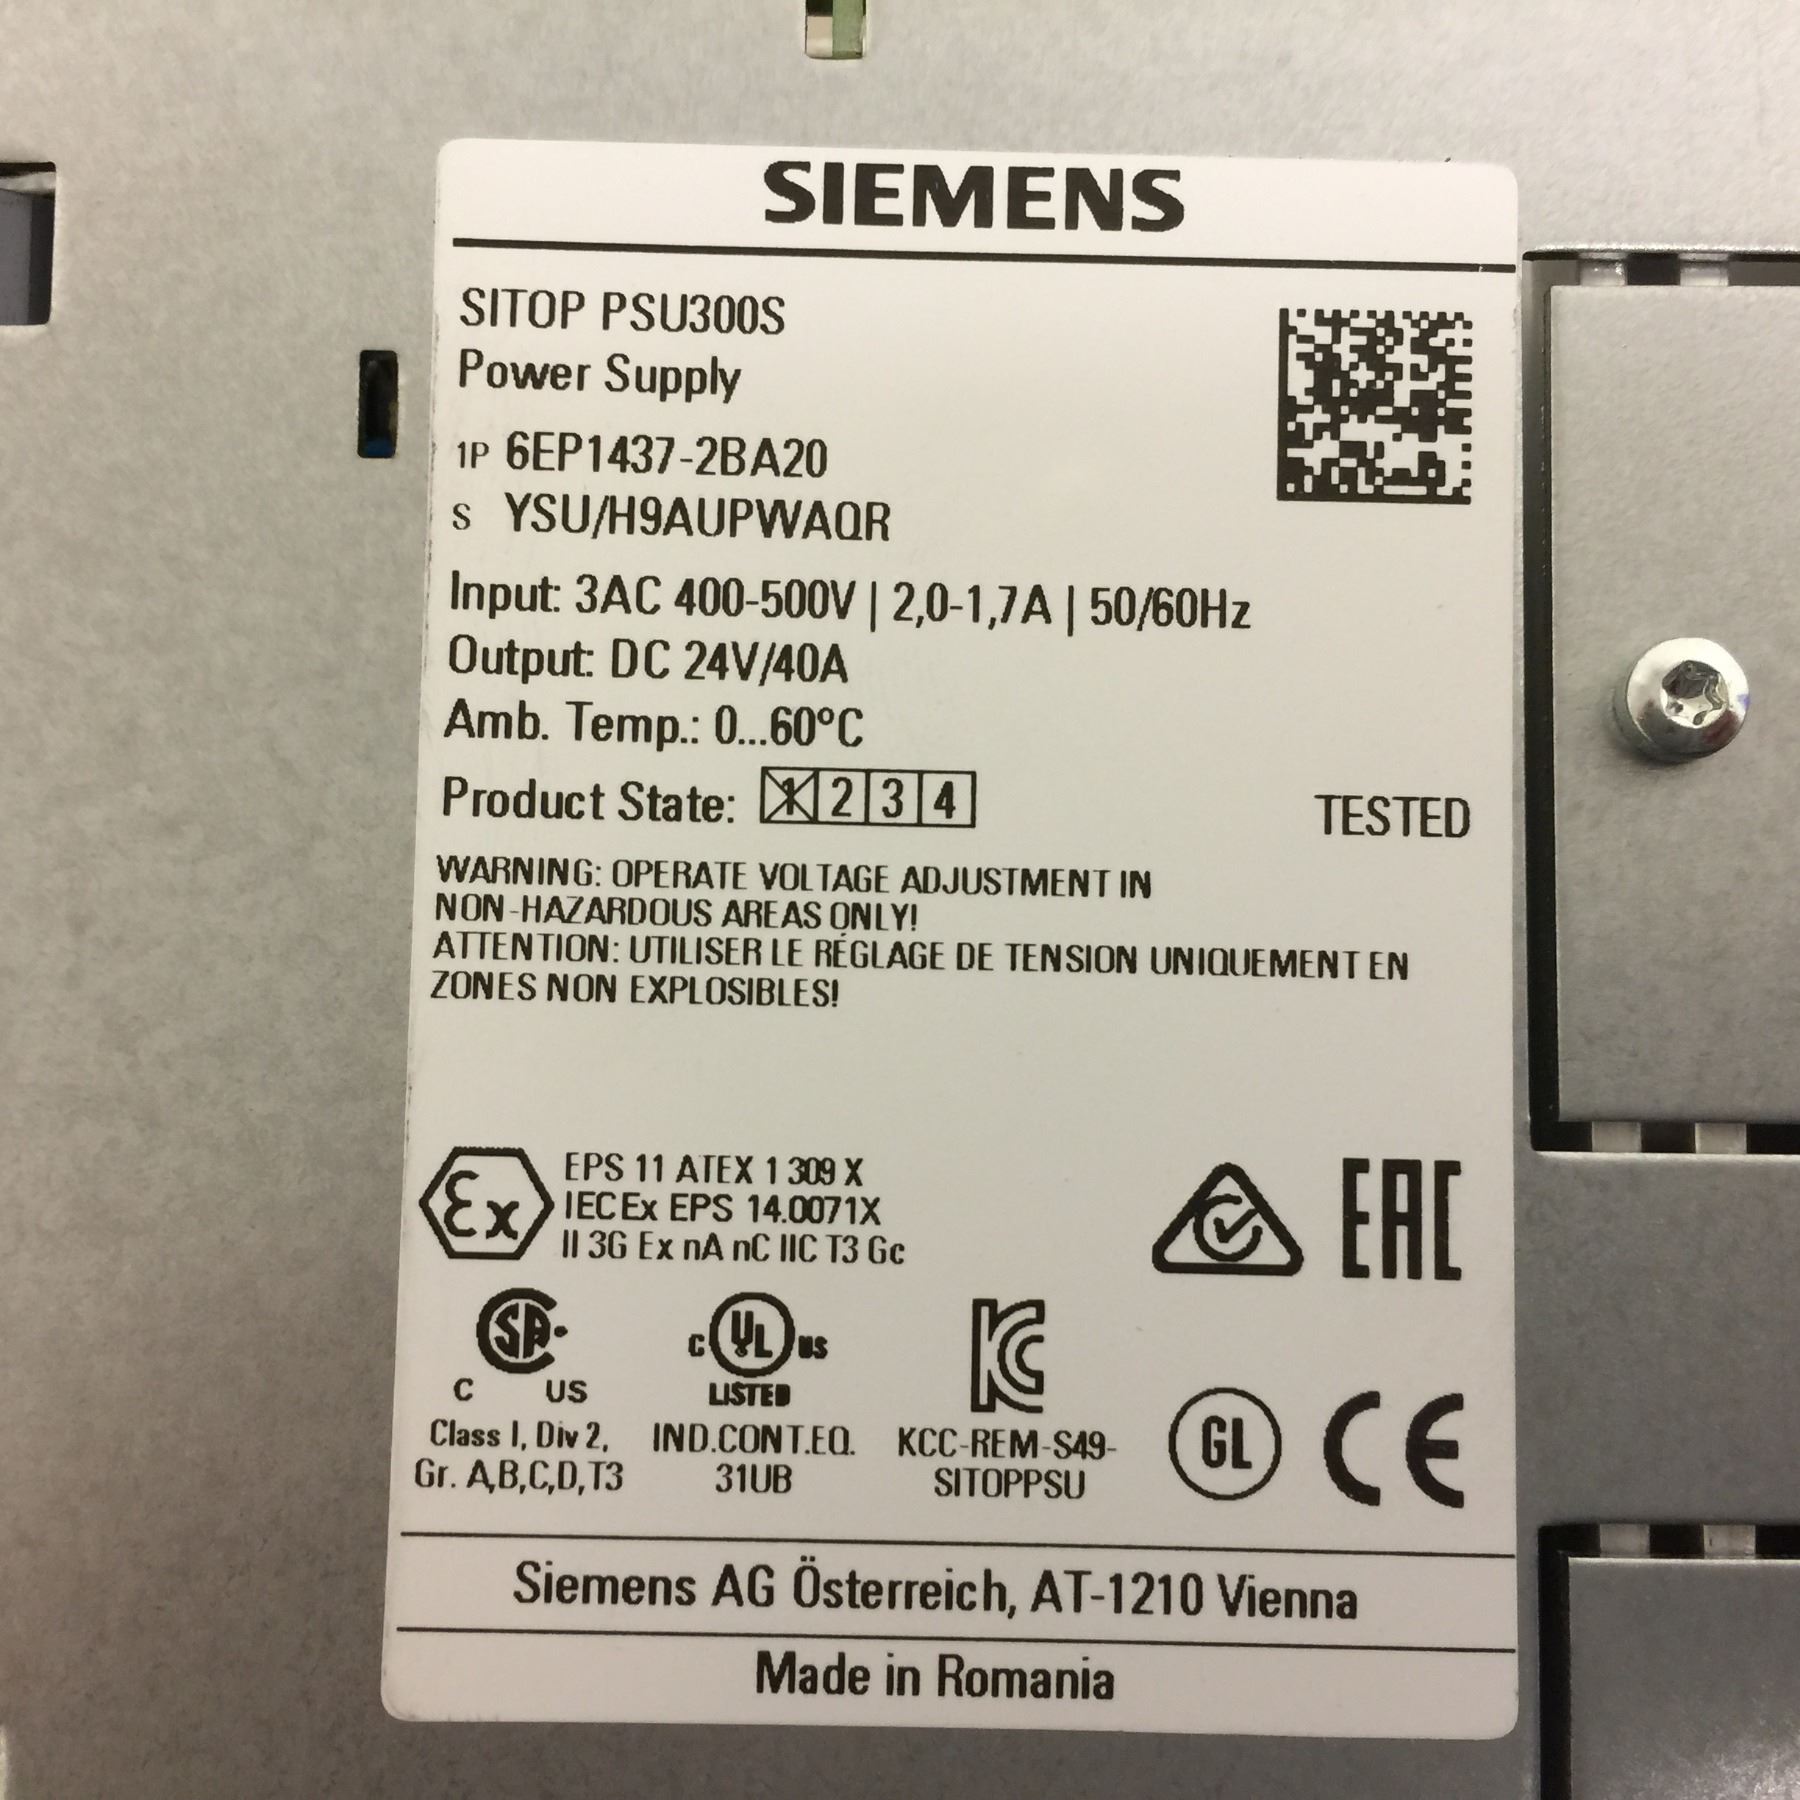 SIEMENS
SITOP PSU300S
Power Supply
1P 6EP1437-2BA20
S YSU/H9AUPWAQR
Input: 3AC 400-500V | 2,0-1,7A | 50/60Hz
Output: DC 24V/40A
Amb. Temp.: 0...60°C
Product State: 1 2 3 4 TESTED
WARNING: OPERATE VOLTAGE ADJUSTMENT IN
NON-HAZARDOUS AREAS ONLY!
ATTENTION: UTILISER LE RÉGLAGE DE TENSION UNIQUEMENT EN
ZONES NON EXPLOSIBLES!
Ex EPS 11 ATEX 1 309 X
IECEx EPS 14.0071X
II 3G Ex nA nC IIC T3 Gc
EAC
SA
C US
Class I, Div 2,
Gr. A,B,C,D,T3
c UL us
LISTED
IND.CONT.EQ.
31UB
KC
KCC-REM-S49-
SITOPPSU
GL CE
Siemens AG Österreich, AT-1210 Vienna
Made in Romania